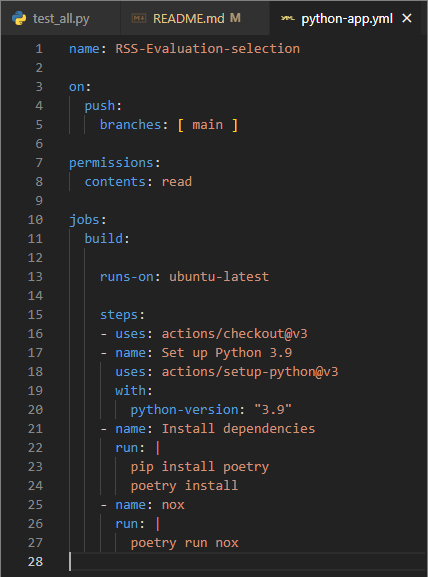 test_all.py README.md M python-app.yml ×
1 name: RSS-Evaluation-selection
2
3 on:
4   push:
5     branches: [ main ]
6
7 permissions:
8   contents: read
9
10 jobs:
11   build:
12
13     runs-on: ubuntu-latest
14
15     steps:
16     - uses: actions/checkout@v3
17     - name: Set up Python 3.9
18       uses: actions/setup-python@v3
19       with:
20         python-version: "3.9"
21     - name: Install dependencies
22       run: |
23         pip install poetry
24         poetry install
25     - name: nox
26       run: |
27         poetry run nox
28